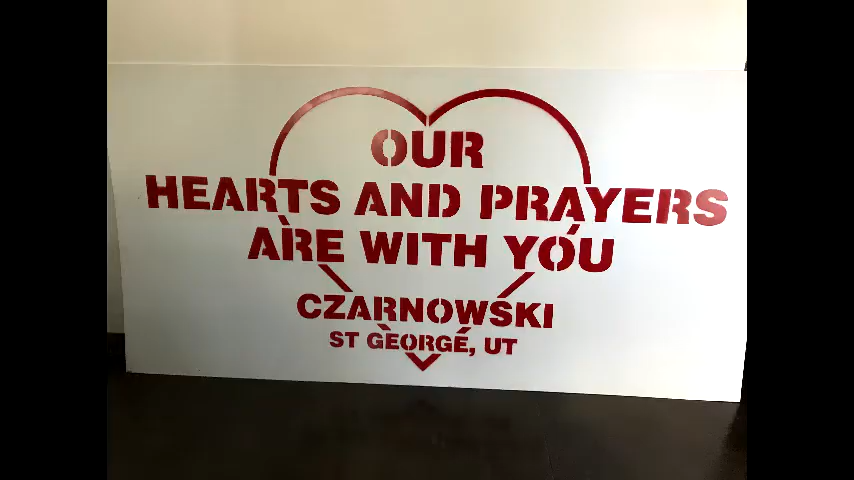 OUR
HEARTS AND PRAYERS
ARE WITH YOU
CZARNOWSKI
ST GEORGE, UT